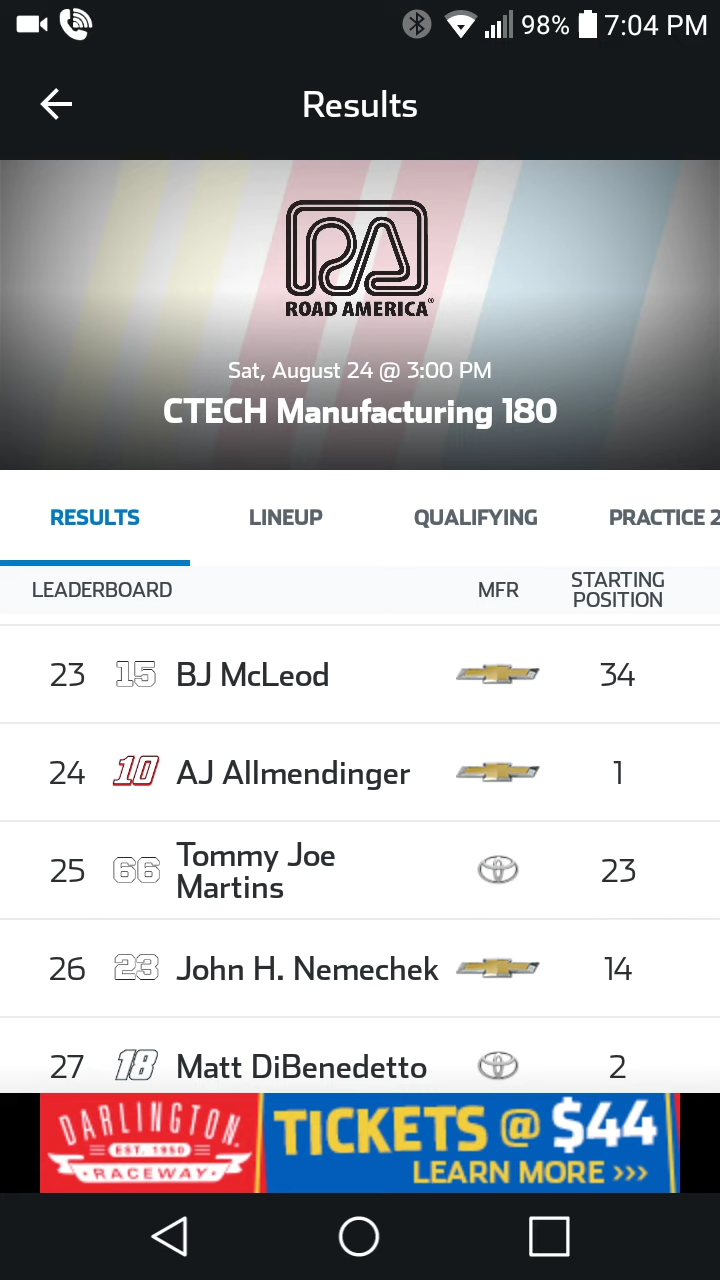 98% 7:04 PM
Results
RA
ROAD AMERICA®
Sat, August 24 @ 3:00 PM
CTECH Manufacturing 180
RESULTS LINEUP QUALIFYING PRACTICE 2
LEADERBOARD MFR STARTING POSITION
23 15 BJ McLeod 34
24 10 AJ Allmendinger 1
25 66 Tommy Joe Martins 23
26 23 John H. Nemechek 14
27 18 Matt DiBenedetto 2
DARLINGTON
EST. 1950
RACEWAY
TICKETS @ $44
LEARN MORE >>>